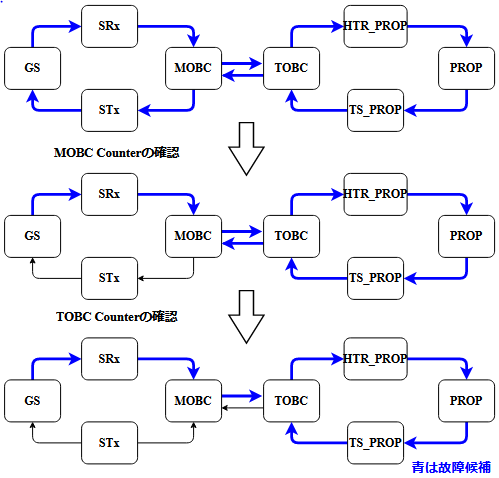 SRx
HTR_PROP
GS
MOBC
TOBC
PROP
STx
TS_PROP
MOBC Counterの確認
SRx
HTR_PROP
GS
MOBC
TOBC
PROP
STx
TS_PROP
TOBC Counterの確認
SRx
HTR_PROP
GS
MOBC
TOBC
PROP
STx
TS_PROP
青は故障候補